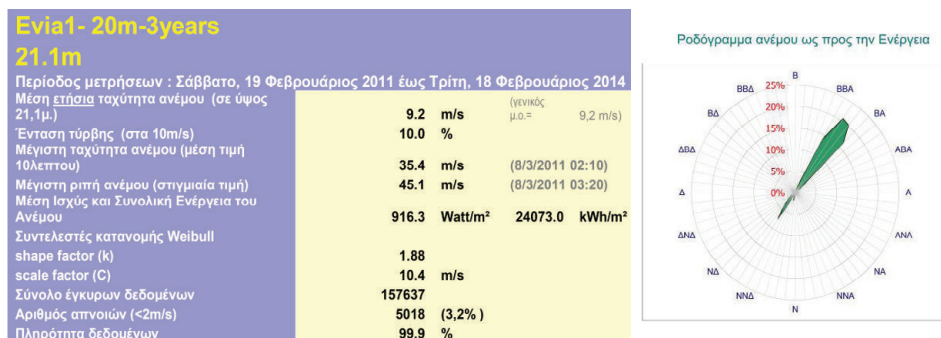 Evia1- 20m-3years
21.1m
Περίοδος μετρήσεων : Σάββατο, 19 Φεβρουάριος 2011 έως Τρίτη, 18 Φεβρουάριος 2014
Μέση ετήσια ταχύτητα ανέμου (σε ύψος 21,1μ.) 9.2 m/s (γενικός μ.ο.= 9,2 m/s)
Ένταση τύρβης (στα 10m/s) 10.0 %
Μέγιστη ταχύτητα ανέμου (μέση τιμή 10λεπτου) 35.4 m/s (8/3/2011 02:10)
Μέγιστη ριπή ανέμου (στιγμιαία τιμή) 45.1 m/s (8/3/2011 03:20)
Μέση Ισχύς και Συνολική Ενέργεια του Ανέμου 916.3 Watt/m² 24073.0 kWh/m²
Συντελεστές κατανομής Weibull
shape factor (k) 1.88
scale factor (C) 10.4 m/s
Σύνολο έγκυρων δεδομένων 157637
Αριθμός απνοιών (<2m/s) 5018 (3,2% )
Πληρότητα δεδομένων 99.9 %
Ροδόγραμμα ανέμου ως προς την Ενέργεια
Β
ΒΒΔ
ΒΒΑ
25%
ΒΔ
ΒΑ
20%
15%
ΔΒΔ
ΑΒΑ
10%
5%
Δ
0%
Α
ΔΝΔ
ΑΝΑ
ΝΔ
ΝΑ
ΝΝΔ
ΝΝΑ
Ν